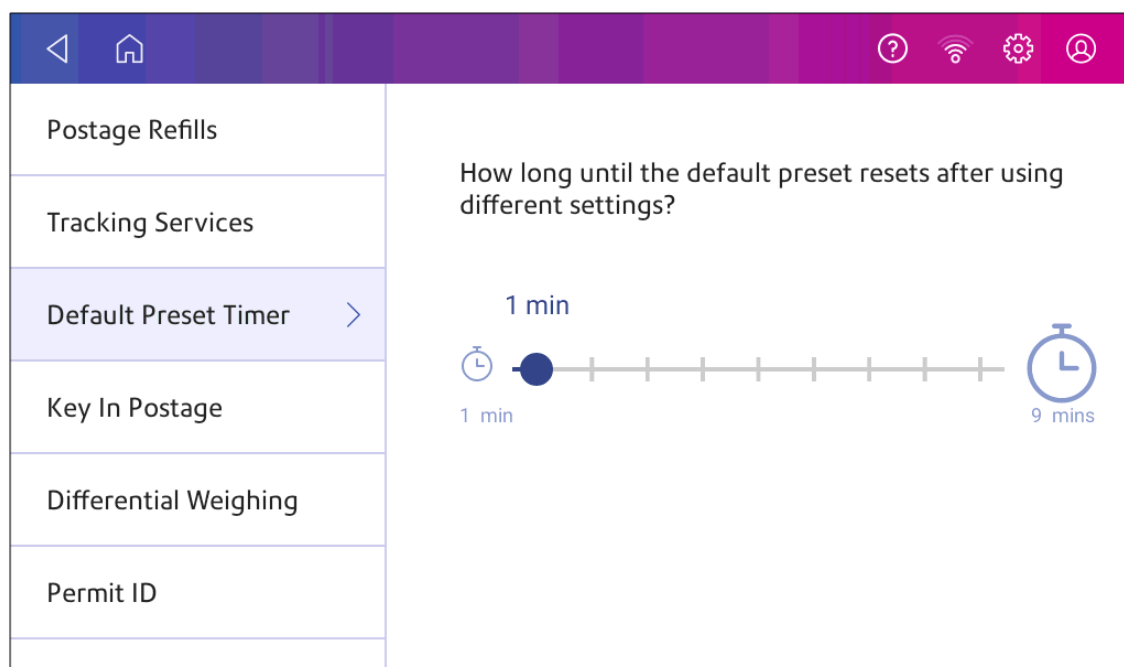 Postage Refills
Tracking Services
Default Preset Timer
Key In Postage
Differential Weighing
Permit ID
How long until the default preset resets after using
different settings?
1 min
1 min
9 mins